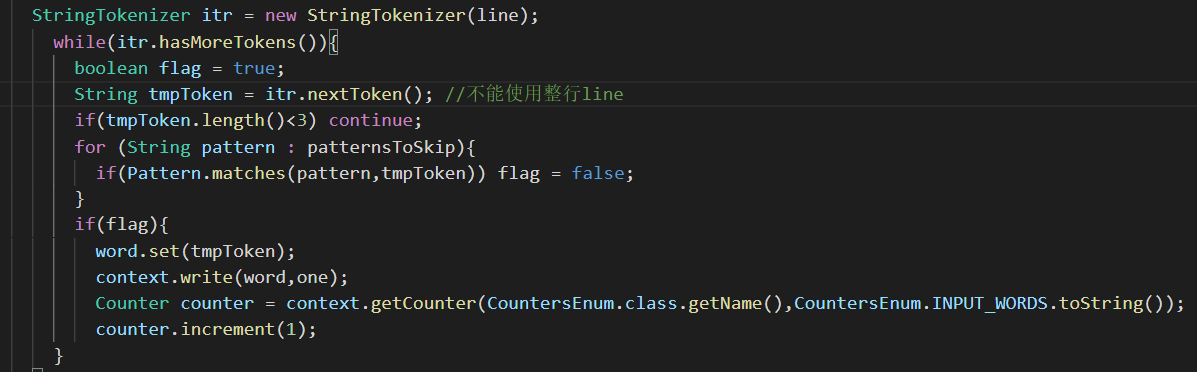 StringTokenizer itr = new StringTokenizer(line);
while(itr.hasMoreTokens()){
boolean flag = true;
String tmpToken = itr.nextToken(); //不能使用整行line
if(tmpToken.length()<3) continue;
for (String pattern : patternsToSkip){
if(Pattern.matches(pattern,tmpToken)) flag = false;
}
if(flag){
word.set(tmpToken);
context.write(word,one);
Counter counter = context.getCounter(CountersEnum.class.getName(),CountersEnum.INPUT_WORDS.toString());
counter.increment(1);
}